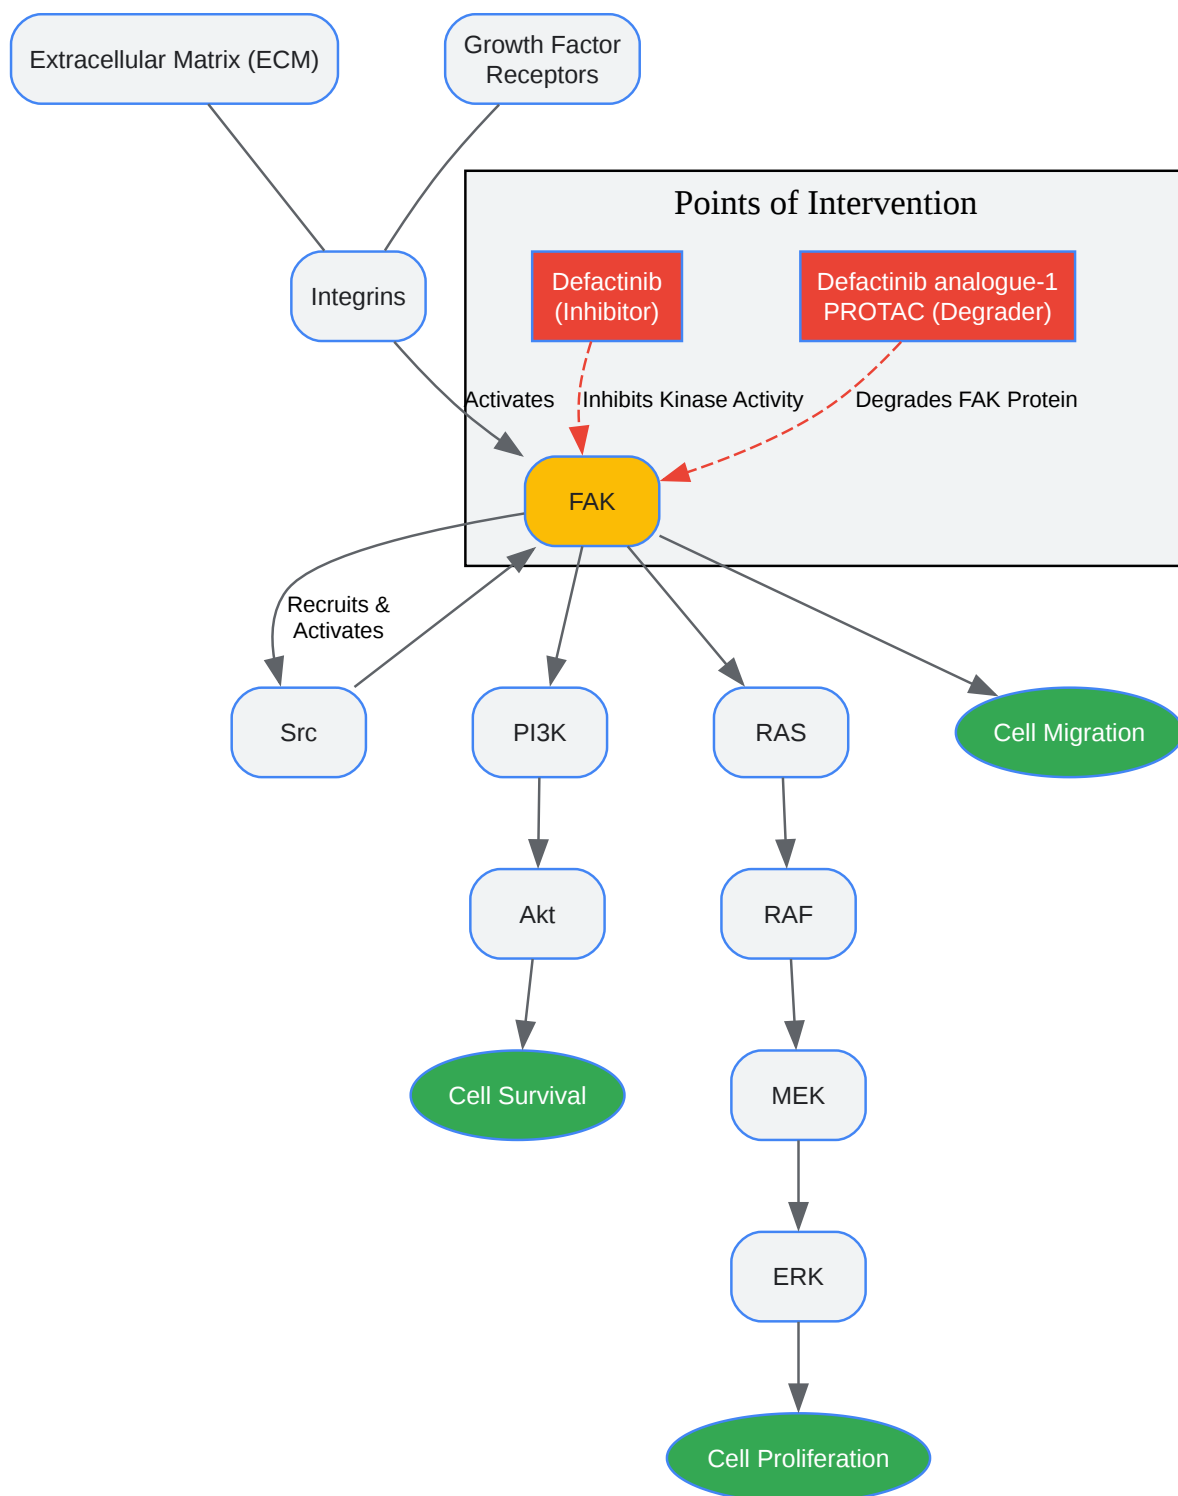 Extracellular Matrix (ECM)
Growth Factor
Receptors
Points of Intervention
Integrins
Defactinib
(Inhibitor)
Defactinib analogue-1
PROTAC (Degrader)
Activates
Inhibits Kinase Activity
Degrades FAK Protein
FAK
Recruits &
Activates
Src
PI3K
RAS
Cell Migration
Akt
RAF
Cell Survival
MEK
ERK
Cell Proliferation